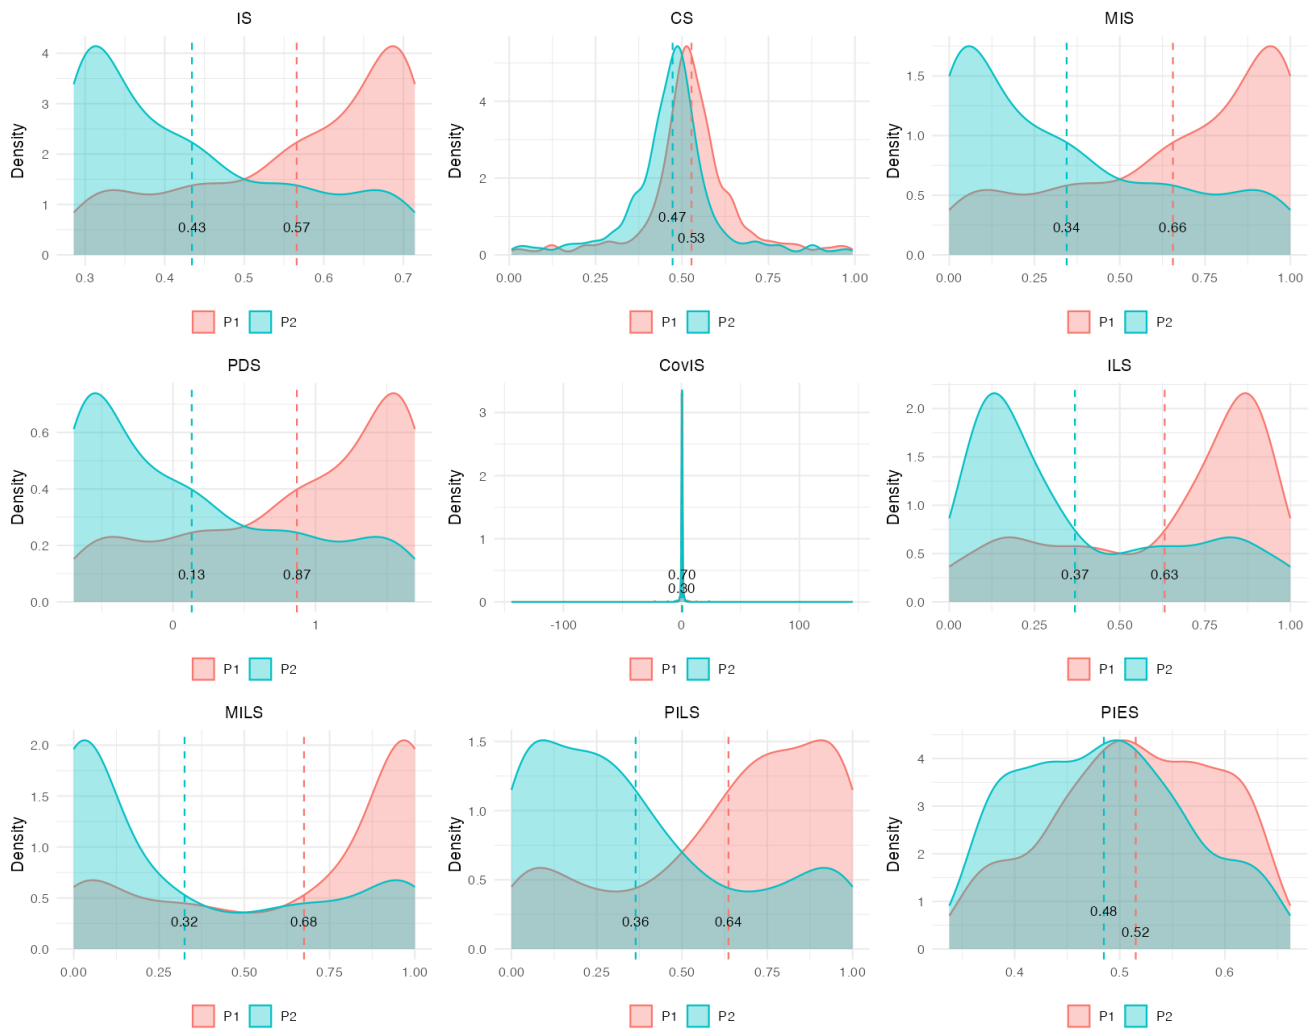 IS
Density
4
3
2
1
0
0.43
0.57
0.3
0.4
0.5
0.6
0.7
P1
P2
CS
Density
4
2
0
0.47
0.53
0.00
0.25
0.50
0.75
1.00
P1
P2
MIS
Density
1.5
1.0
0.5
0.0
0.34
0.66
0.00
0.25
0.50
0.75
1.00
P1
P2
PDS
Density
0.6
0.4
0.2
0.0
0.13
0.87
0
1
P1
P2
CovIS
Density
3
2
1
0
0.70
0.30
-100
0
100
P1
P2
ILS
Density
2.0
1.5
1.0
0.5
0.0
0.37
0.63
0.00
0.25
0.50
0.75
1.00
P1
P2
MILS
Density
2.0
1.5
1.0
0.5
0.0
0.32
0.68
0.00
0.25
0.50
0.75
1.00
P1
P2
PILS
Density
1.5
1.0
0.5
0.0
0.36
0.64
0.00
0.25
0.50
0.75
1.00
P1
P2
PIES
Density
4
3
2
1
0
0.48
0.52
0.4
0.5
0.6
P1
P2